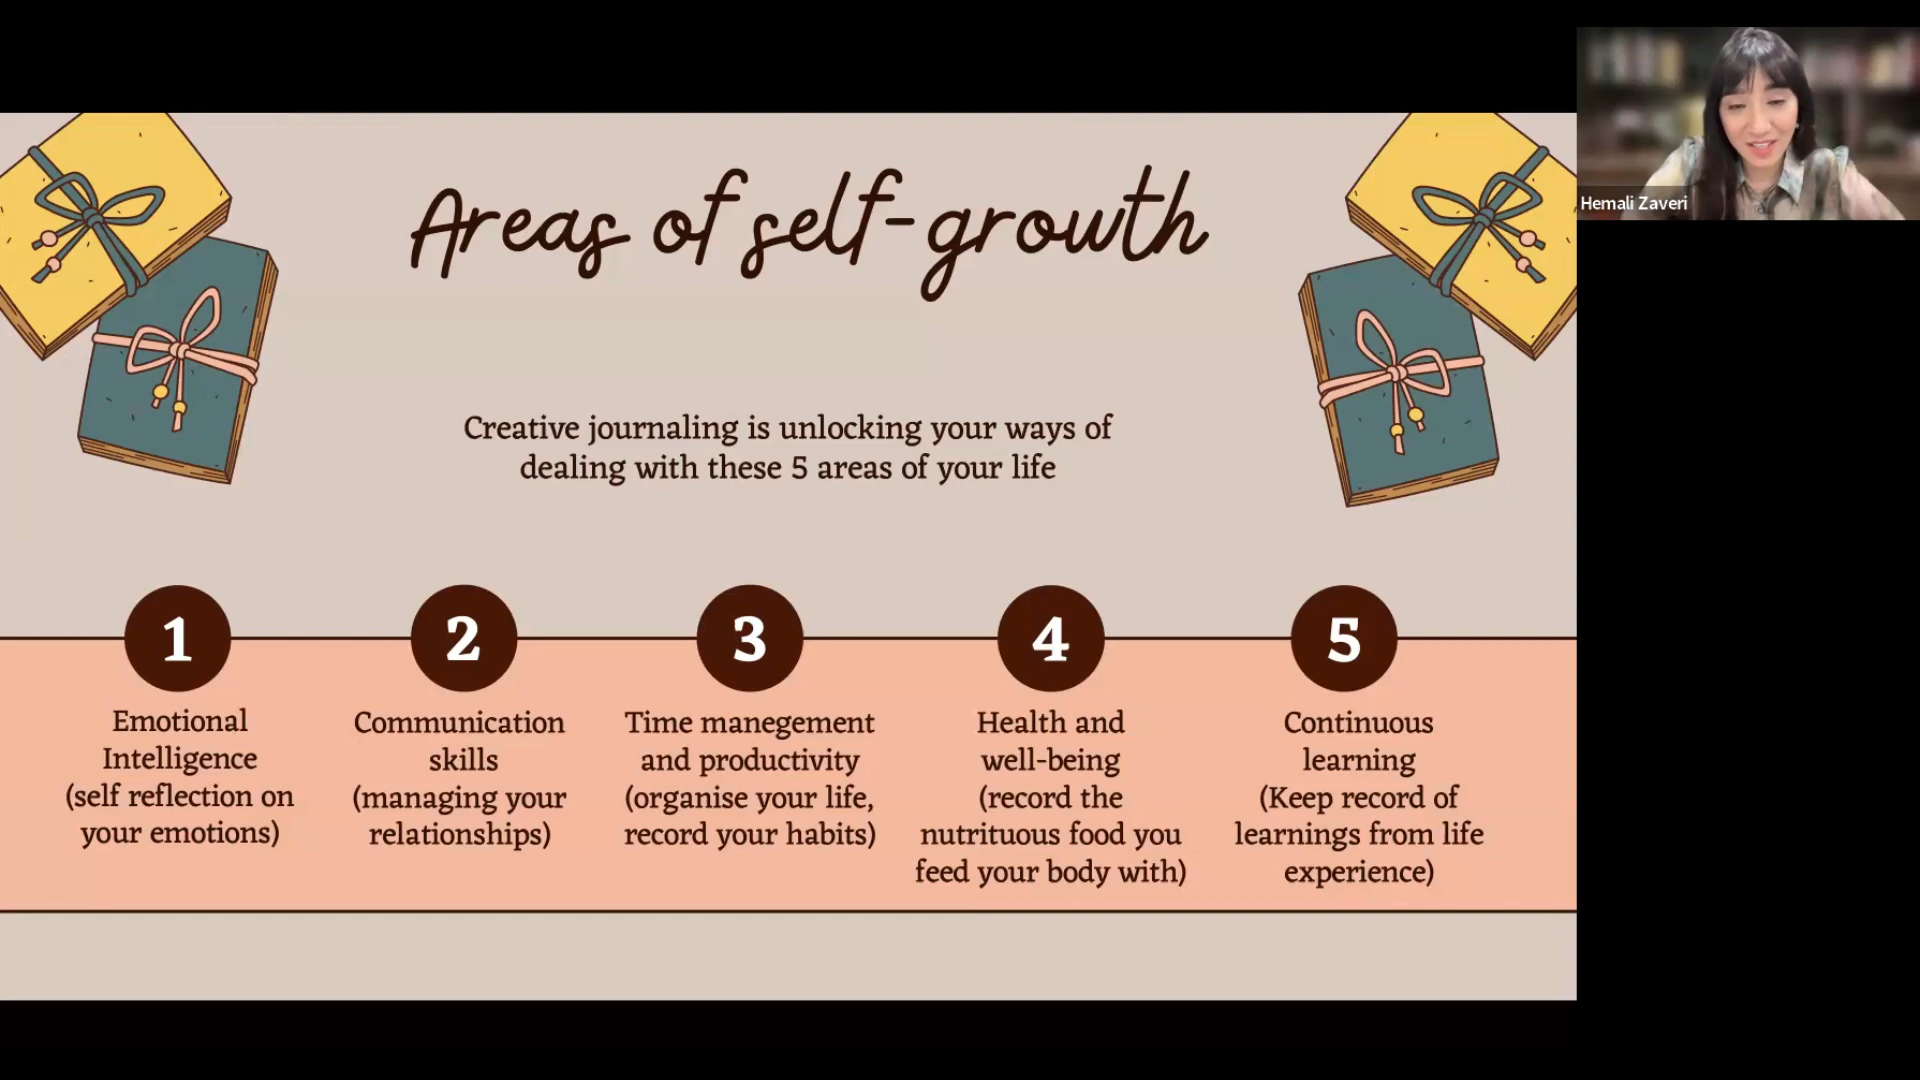 Hemali Zaveri
Areas of self-growth
Creative journaling is unlocking your ways of
dealing with these 5 areas of your life
1
Emotional
Intelligence
(self reflection on
your emotions)
2
Communication
skills
(managing your
relationships)
3
Time manegement
and productivity
(organise your life,
record your habits)
4
Health and
well-being
(record the
nutrituous food you
feed your body with)
5
Continuous
learning
(Keep record of
learnings from life
experience)